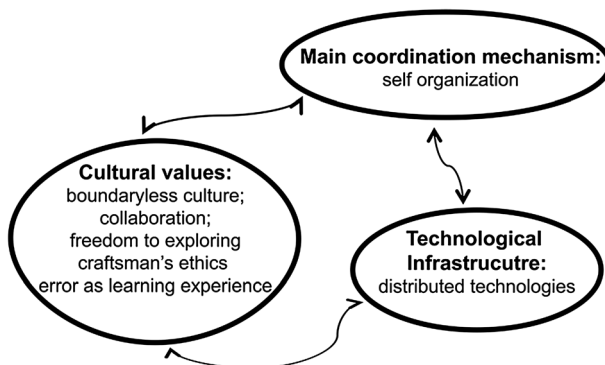 Main coordination mechanism:
self organization
Cultural values:
boundaryless culture;
collaboration;
freedom to exploring
craftsman's ethics
error as learning experience
Technological
Infrastrucutre:
distributed technologies